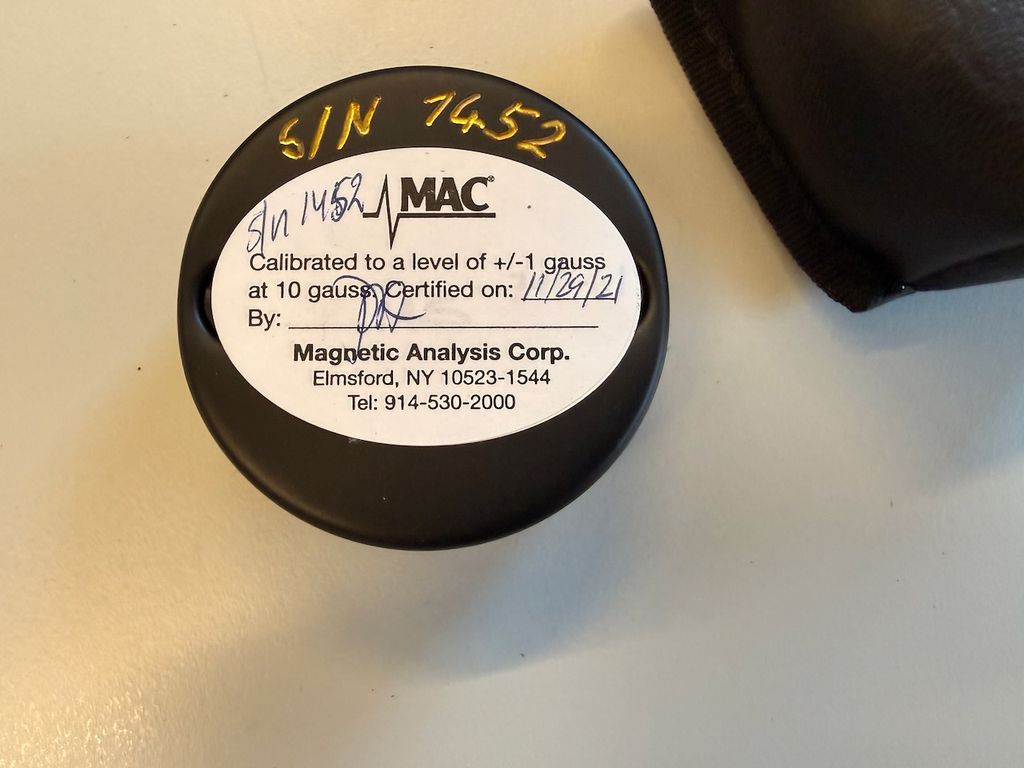 S/N 1452
S/N 1452 MAC
Calibrated to a level of +/-1 gauss
at 10 gauss. Certified on: 11/29/21
By:
Magnetic Analysis Corp.
Elmsford, NY 10523-1544
Tel: 914-530-2000